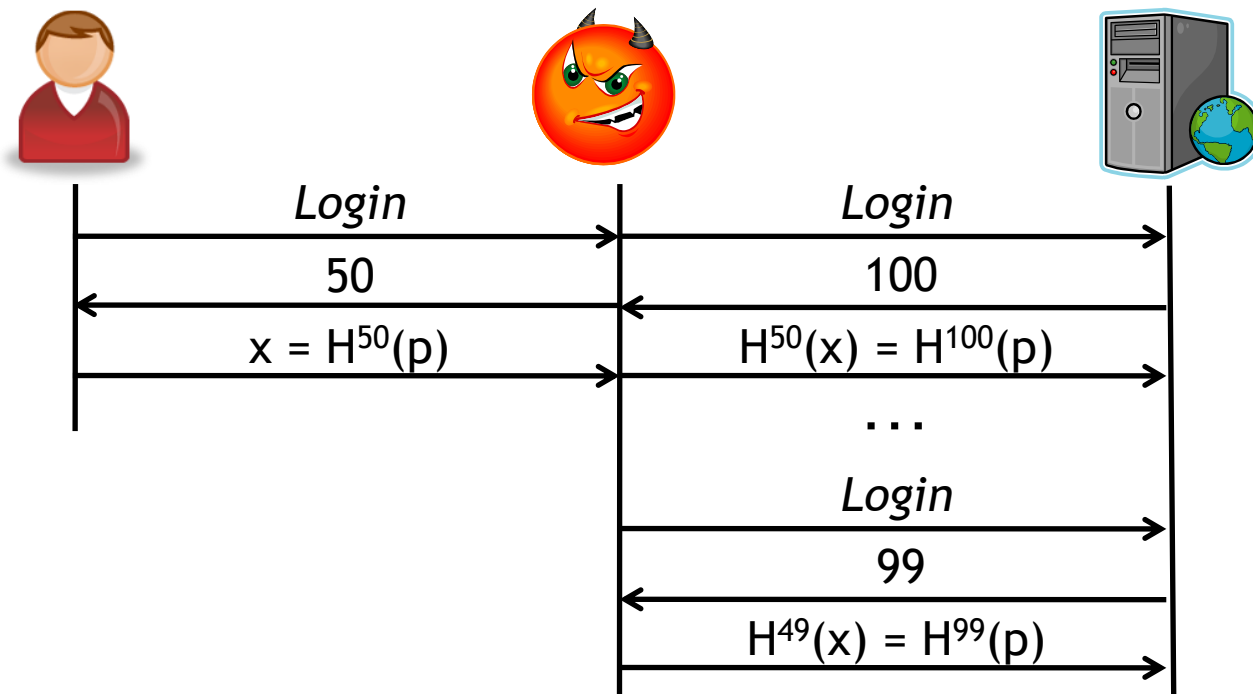 Login Login
50 100
x = H⁵⁰(p) H⁵⁰(x) = H¹⁰⁰(p)
...
Login
99
H⁴⁹(x) = H⁹⁹(p)